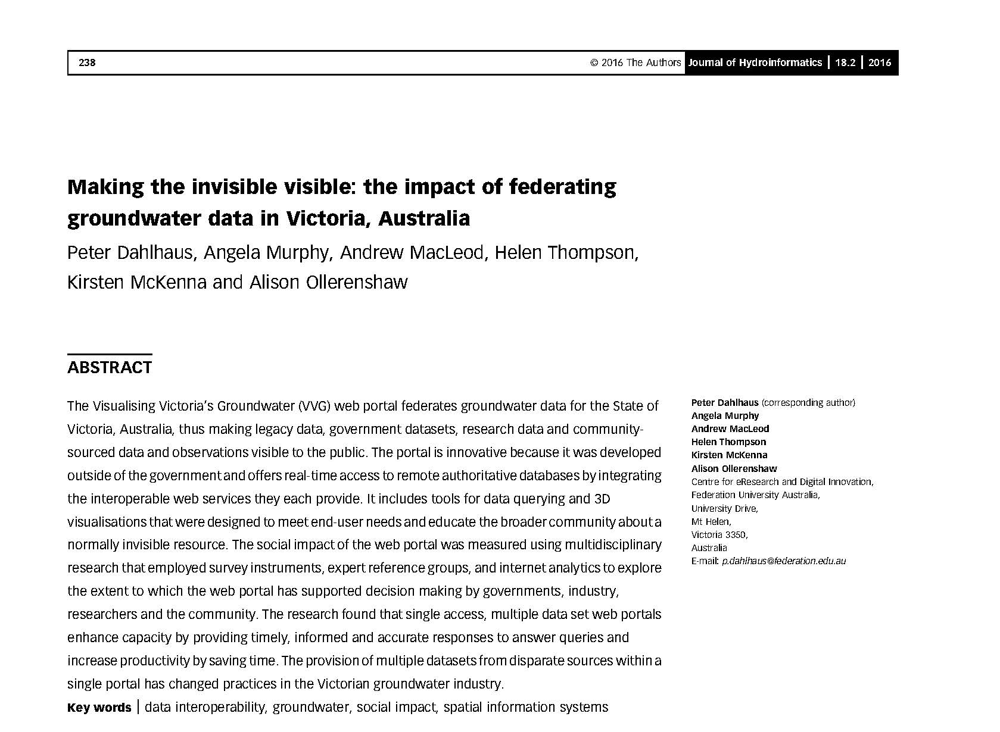 238
© 2016 The Authors Journal of Hydroinformatics | 18.2 | 2016
Making the invisible visible: the impact of federating
groundwater data in Victoria, Australia
Peter Dahlhaus, Angela Murphy, Andrew MacLeod, Helen Thompson,
Kirsten McKenna and Alison Ollerenshaw
ABSTRACT
The Visualising Victoria’s Groundwater (VVG) web portal federates groundwater data for the State of
Victoria, Australia, thus making legacy data, government datasets, research data and community-
sourced data and observations visible to the public. The portal is innovative because it was developed
outside of the government and offers real-time access to remote authoritative databases by integrating
the interoperable web services they each provide. It includes tools for data querying and 3D
visualisations that were designed to meet end-user needs and educate the broader community about a
normally invisible resource. The social impact of the web portal was measured using multidisciplinary
research that employed survey instruments, expert reference groups, and internet analytics to explore
the extent to which the web portal has supported decision making by governments, industry,
researchers and the community. The research found that single access, multiple data set web portals
enhance capacity by providing timely, informed and accurate responses to answer queries and
increase productivity by saving time. The provision of multiple datasets from disparate sources within a
single portal has changed practices in the Victorian groundwater industry.
Key words | data interoperability, groundwater, social impact, spatial information systems
Peter Dahlhaus (corresponding author)
Angela Murphy
Andrew MacLeod
Helen Thompson
Kirsten McKenna
Alison Ollerenshaw
Centre for eResearch and Digital Innovation,
Federation University Australia,
University Drive,
Mt Helen,
Victoria 3350,
Australia
E-mail: p.dahlhaus@federation.edu.au